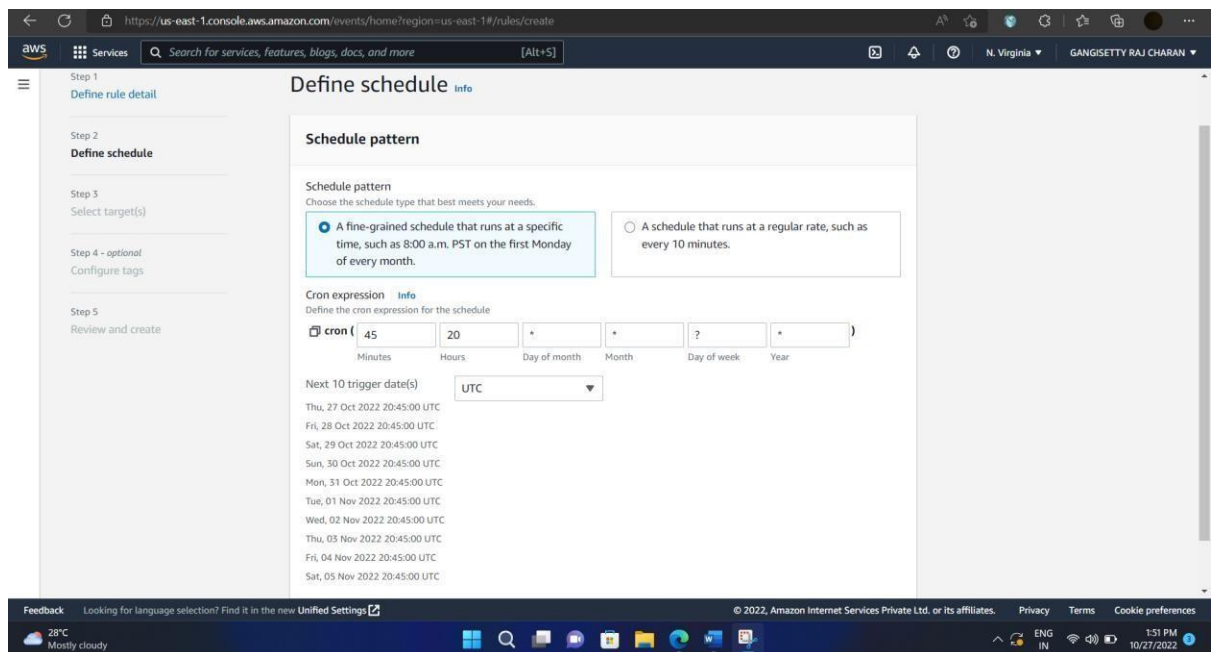 https://us-east-1.console.aws.amazon.com/events/home?region=us-east-1#/rules/create
aws
Services
Search for services, features, blogs, docs, and more
[Alt+S]
N. Virginia ▼
GANGISETTY RAJ CHARAN ▼
Step 1
Define rule detail
Step 2
Define schedule
Step 3
Select target(s)
Step 4 - optional
Configure tags
Step 5
Review and create
Define schedule Info
Schedule pattern
Schedule pattern
Choose the schedule type that best meets your needs.
A fine-grained schedule that runs at a specific
time, such as 8:00 a.m. PST on the first Monday
of every month.
A schedule that runs at a regular rate, such as
every 10 minutes.
Cron expression Info
Define the cron expression for the schedule
cron ( 45 20 * * ? * )
Minutes Hours Day of month Month Day of week Year
Next 10 trigger date(s)
UTC
Thu, 27 Oct 2022 20:45:00 UTC
Fri, 28 Oct 2022 20:45:00 UTC
Sat, 29 Oct 2022 20:45:00 UTC
Sun, 30 Oct 2022 20:45:00 UTC
Mon, 31 Oct 2022 20:45:00 UTC
Tue, 01 Nov 2022 20:45:00 UTC
Wed, 02 Nov 2022 20:45:00 UTC
Thu, 03 Nov 2022 20:45:00 UTC
Fri, 04 Nov 2022 20:45:00 UTC
Sat, 05 Nov 2022 20:45:00 UTC
Feedback Looking for language selection? Find it in the new Unified Settings
© 2022, Amazon Internet Services Private Ltd. or its affiliates. Privacy Terms Cookie preferences
28°C
Mostly cloudy
ENG
IN
1:51 PM
10/27/2022
3